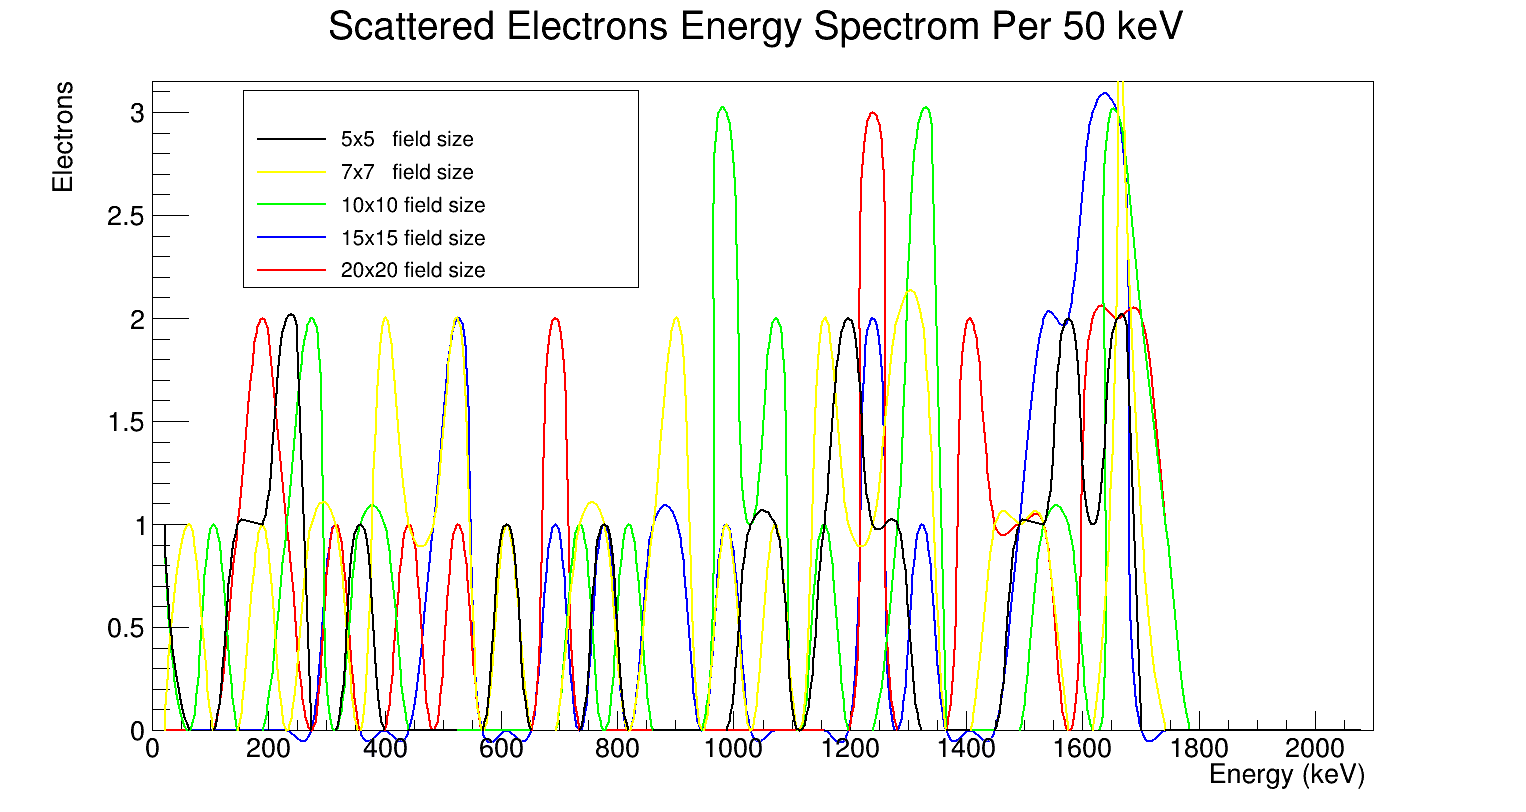 Scattered Electrons Energy Spectrom Per 50 keV
Electrons
3
2.5
2
1.5
1
0.5
0
5x5 field size
7x7 field size
10x10 field size
15x15 field size
20x20 field size
0 200 400 600 800 1000 1200 1400 1600 1800 2000
Energy (keV)